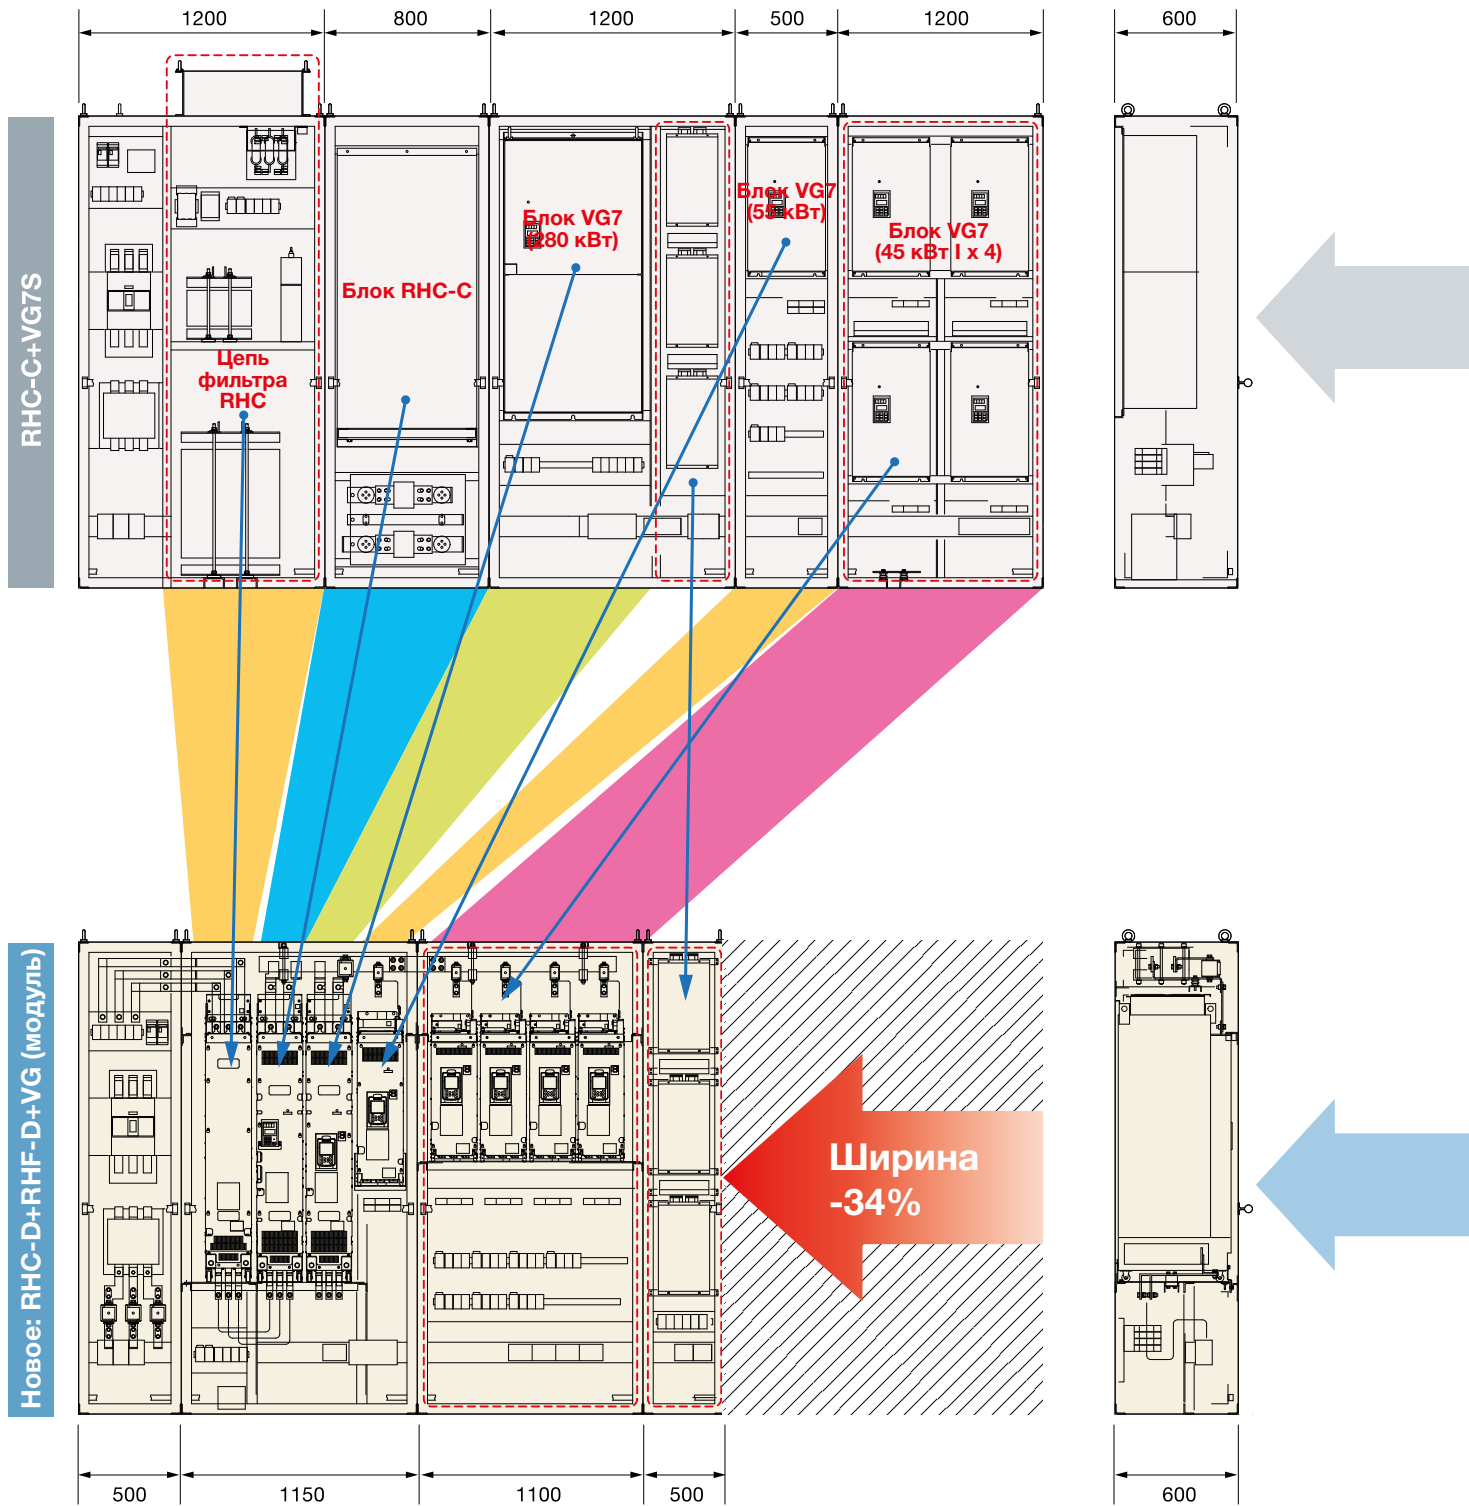 1200
800
1200
500
1200
600
RHC-C+VG7S
Блок VG7
(280 кВт)
Блок VG7
(55 кВт)
Блок VG7
(45 кВт I x 4)
Блок RHC-C
Цепь
фильтра
RHC
Новое: RHC-D+RHF-D+VG (модуль)
Ширина
-34%
500
1150
1100
500
600